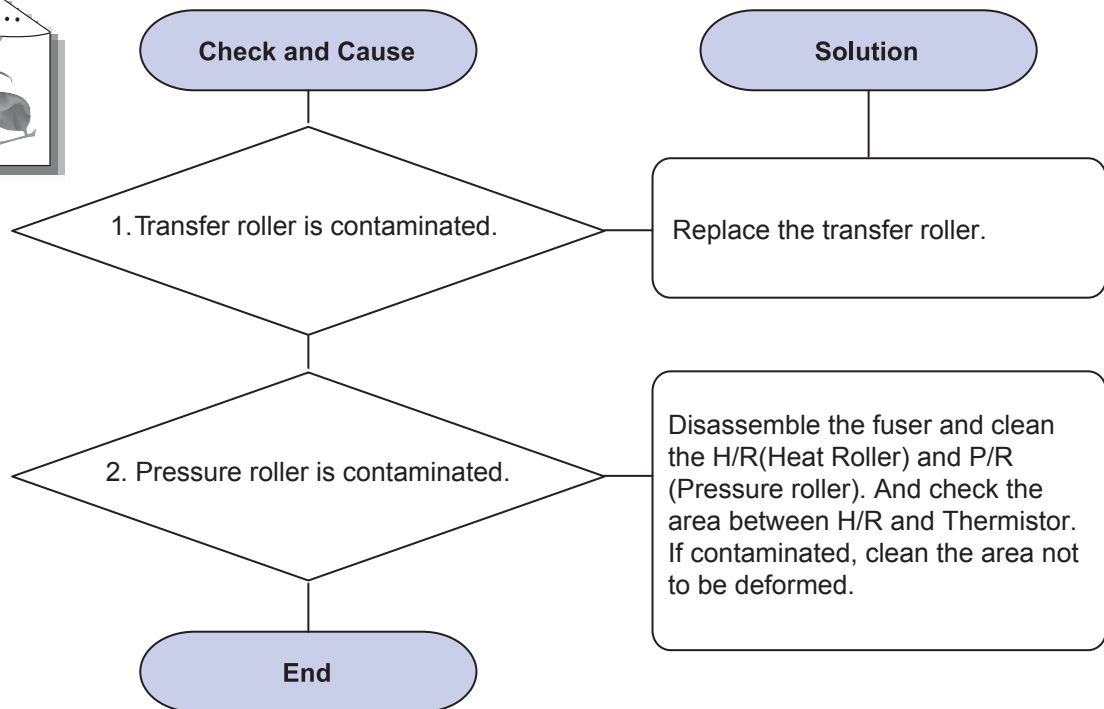 Check and Cause
Solution
1. Transfer roller is contaminated.
Replace the transfer roller.
2. Pressure roller is contaminated.
Disassemble the fuser and clean
the H/R(Heat Roller) and P/R
(Pressure roller). And check the
area between H/R and Thermistor.
If contaminated, clean the area not
to be deformed.
End